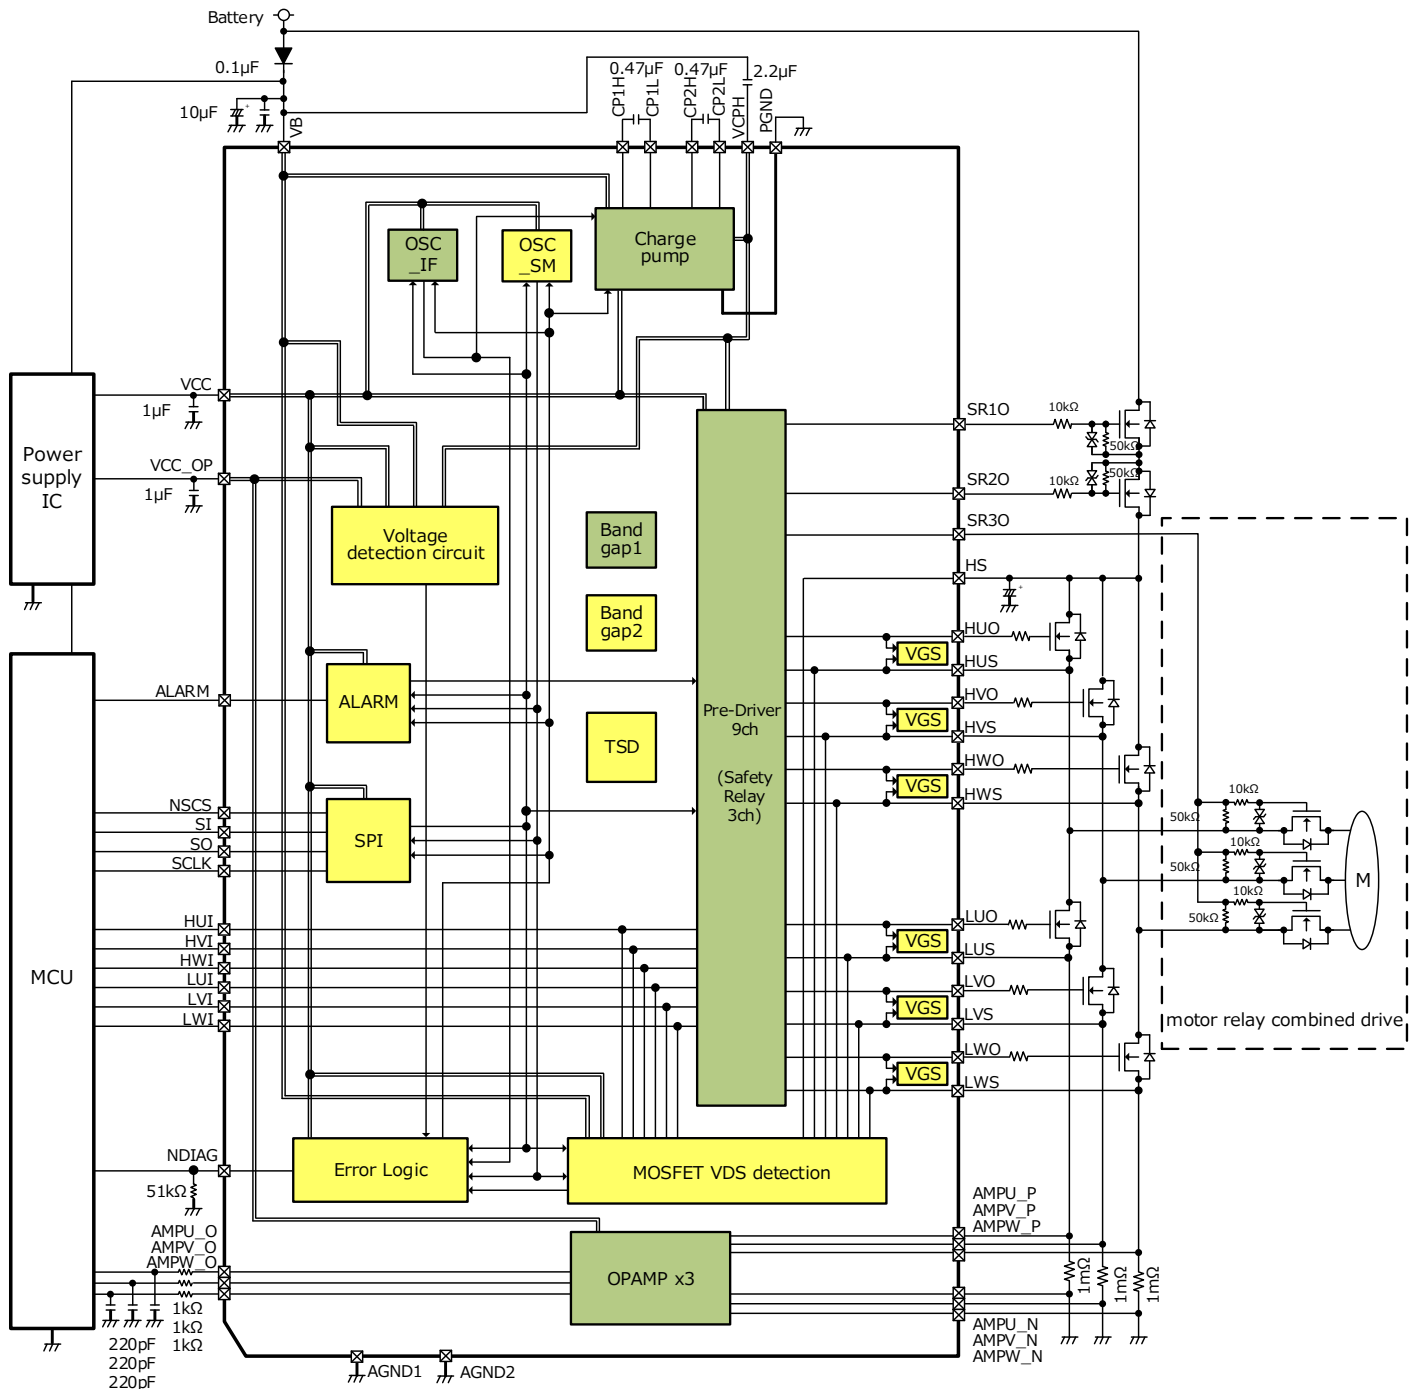 Battery
0.1µF
10µF
VB
CP1H
0.47µF
CP1L
CP2H
0.47µF
CP2L
VCPH
2.2µF
PGND
OSC
_IF
OSC
_SM
Charge
pump
Power
supply
IC
VCC
1µF
VCC_OP
1µF
Voltage
detection circuit
Band
gap1
Band
gap2
TSD
ALARM
ALARM
SPI
NSCS
SI
SO
SCLK
MCU
HUI
HVI
HWI
LUI
LVI
LWI
Pre-Driver
9ch
(Safety
Relay
3ch)
SR1O
10kΩ
50kΩ
SR2O
10kΩ
50kΩ
SR3O
HS
HUO
VGS
HUS
HVO
VGS
HVS
HWO
VGS
HWS
LUO
VGS
LUS
LVO
VGS
LVS
LWO
VGS
LWS
10kΩ
50kΩ
10kΩ
50kΩ
10kΩ
50kΩ
M
motor relay combined drive
NDIAG
51kΩ
Error Logic
MOSFET VDS detection
AMPU_O
AMPV_O
AMPW_O
1kΩ
1kΩ
1kΩ
220pF
220pF
220pF
OPAMP x3
AMPU_P
AMPV_P
AMPW_P
1mΩ
1mΩ
1mΩ
AMPU_N
AMPV_N
AMPW_N
AGND1
AGND2